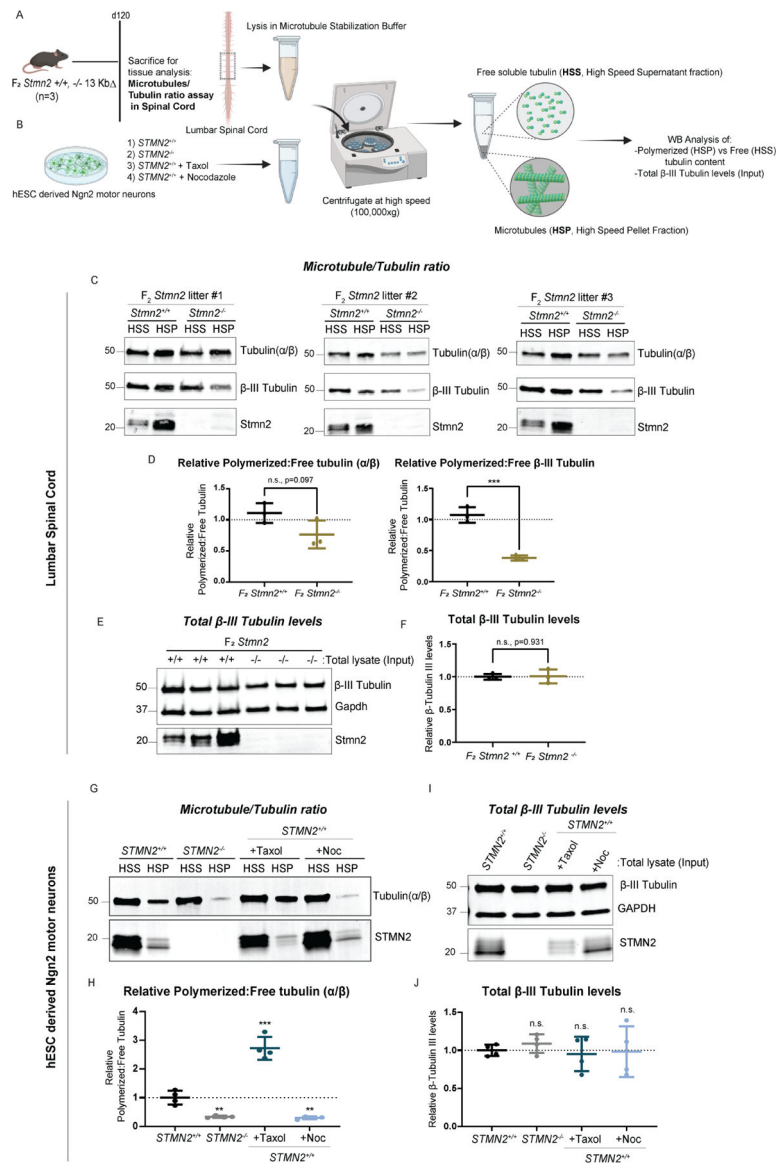 A
d120
F₂ Stmn2 +/+, -/- 13 KbΔ
(n=3)
Sacrifice for
tissue analysis:
Microtubules/
Tubulin ratio assay
in Spinal Cord
Lumbar Spinal Cord
Lysis in Microtubule Stabilization Buffer
Free soluble tubulin (HSS, High Speed Supernatant fraction)
WB Analysis of:
-Polymerized (HSP) vs Free (HSS)
tubulin content
-Total β-III Tubulin levels (Input)
Centrifugate at high speed
(100,000xg)
Microtubules (HSP, High Speed Pellet Fraction)
B
1) STMN2+/+
2) STMN2-/-
3) STMN2+/+ + Taxol
4) STMN2+/+ + Nocodazole
hESC derived Ngn2 motor neurons
Lumbar Spinal Cord
Microtubule/Tubulin ratio
C
F₂ Stmn2 litter #1
Stmn2+/+ Stmn2-/-
HSS HSP HSS HSP
50 Tubulin(α/β)
50 β-III Tubulin
20 Stmn2
F₂ Stmn2 litter #2
Stmn2+/+ Stmn2-/-
HSS HSP HSS HSP
50 Tubulin(α/β)
50 β-III Tubulin
20 Stmn2
F₂ Stmn2 litter #3
Stmn2+/+ Stmn2-/-
HSS HSP HSS HSP
50 Tubulin(α/β)
50 β-III Tubulin
20 Stmn2
D
Relative Polymerized:Free tubulin (α/β)
n.s., p=0.097
Relative
Polymerized:Free Tubulin
1.5
1.0
0.5
0.0
F₂ Stmn2+/+ F₂ Stmn2-/-
Relative Polymerized:Free β-III Tubulin
***
Relative
Polymerized:Free Tubulin
1.5
1.0
0.5
0.0
F₂ Stmn2+/+ F₂ Stmn2-/-
E
Total β-III Tubulin levels
F₂ Stmn2
+/+ +/+ +/+ -/- -/- -/- :Total lysate (Input)
50 β-III Tubulin
37 Gapdh
20 Stmn2
F
Total β-III Tubulin levels
n.s., p=0.931
Relative β-Tubulin III levels
1.5
1.0
0.5
0.0
F₂ Stmn2 +/+ F₂ Stmn2 -/-
hESC derived Ngn2 motor neurons
G
Microtubule/Tubulin ratio
STMN2+/+
STMN2+/+ STMN2-/- +Taxol +Noc
HSS HSP HSS HSP HSS HSP HSS HSP
50 Tubulin(α/β)
20 STMN2
I
Total β-III Tubulin levels
STMN2+/+
STMN2+/+ STMN2-/- +Taxol +Noc :Total lysate (Input)
50 β-III Tubulin
37 GAPDH
20 STMN2
H
Relative Polymerized:Free tubulin (α/β)
Relative
Polymerized:Free Tubulin
4
3
2
1
0
** *** **
STMN2+/+ STMN2-/- +Taxol +Noc
STMN2+/+
J
Total β-III Tubulin levels
Relative β-Tubulin III levels
1.5
1.0
0.5
0.0
n.s. n.s. n.s.
STMN2+/+ STMN2-/- +Taxol +Noc
STMN2+/+